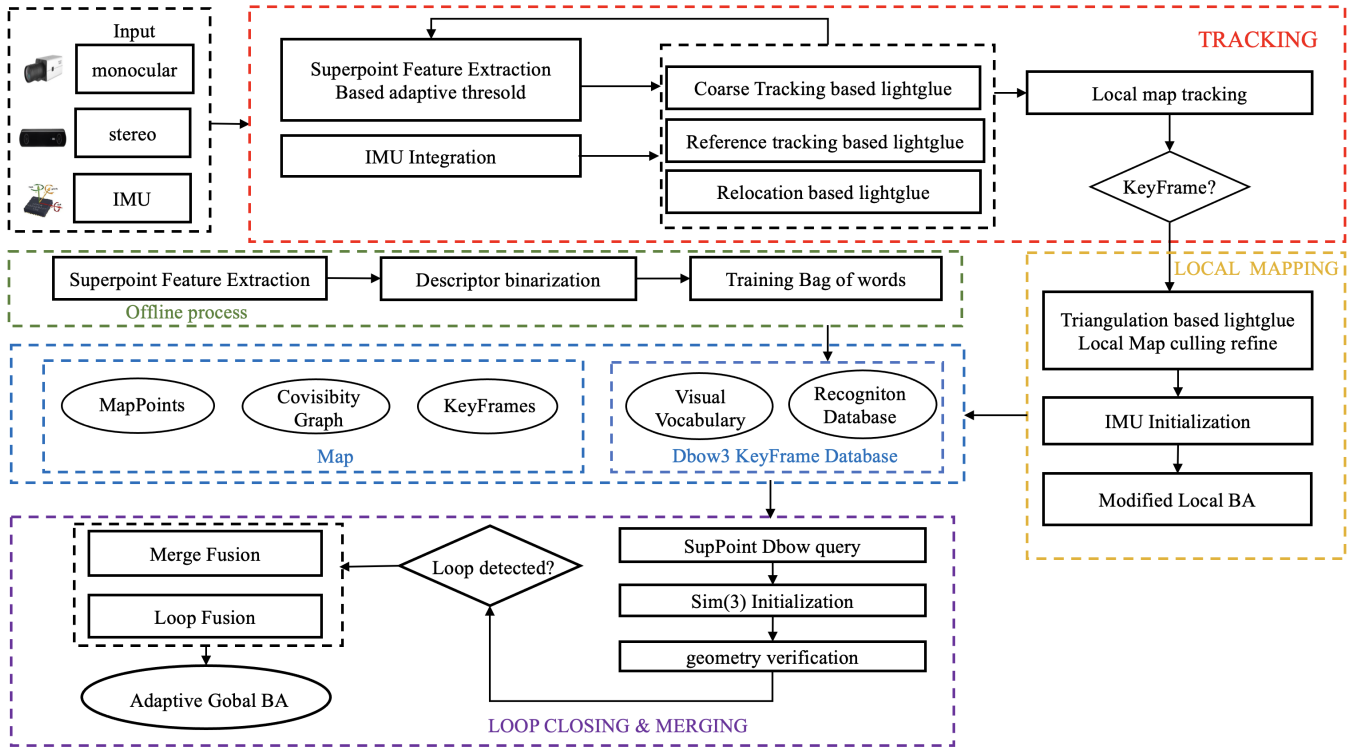 Input
monocular
stereo
IMU
TRACKING
Superpoint Feature Extraction
Based adaptive thresold
IMU Integration
Coarse Tracking based lightglue
Reference tracking based lightglue
Relocation based lightglue
Local map tracking
KeyFrame?
Superpoint Feature Extraction
Descriptor binarization
Training Bag of words
Offline process
LOCAL MAPPING
Triangulation based lightglue
Local Map culling refine
IMU Initialization
Modified Local BA
MapPoints
Covisibity
Graph
KeyFrames
Map
Visual
Vocabulary
Recogniton
Database
Dbow3 KeyFrame Database
SupPoint Dbow query
Sim(3) Initialization
geometry verification
Loop detected?
Merge Fusion
Loop Fusion
Adaptive Gobal BA
LOOP CLOSING & MERGING